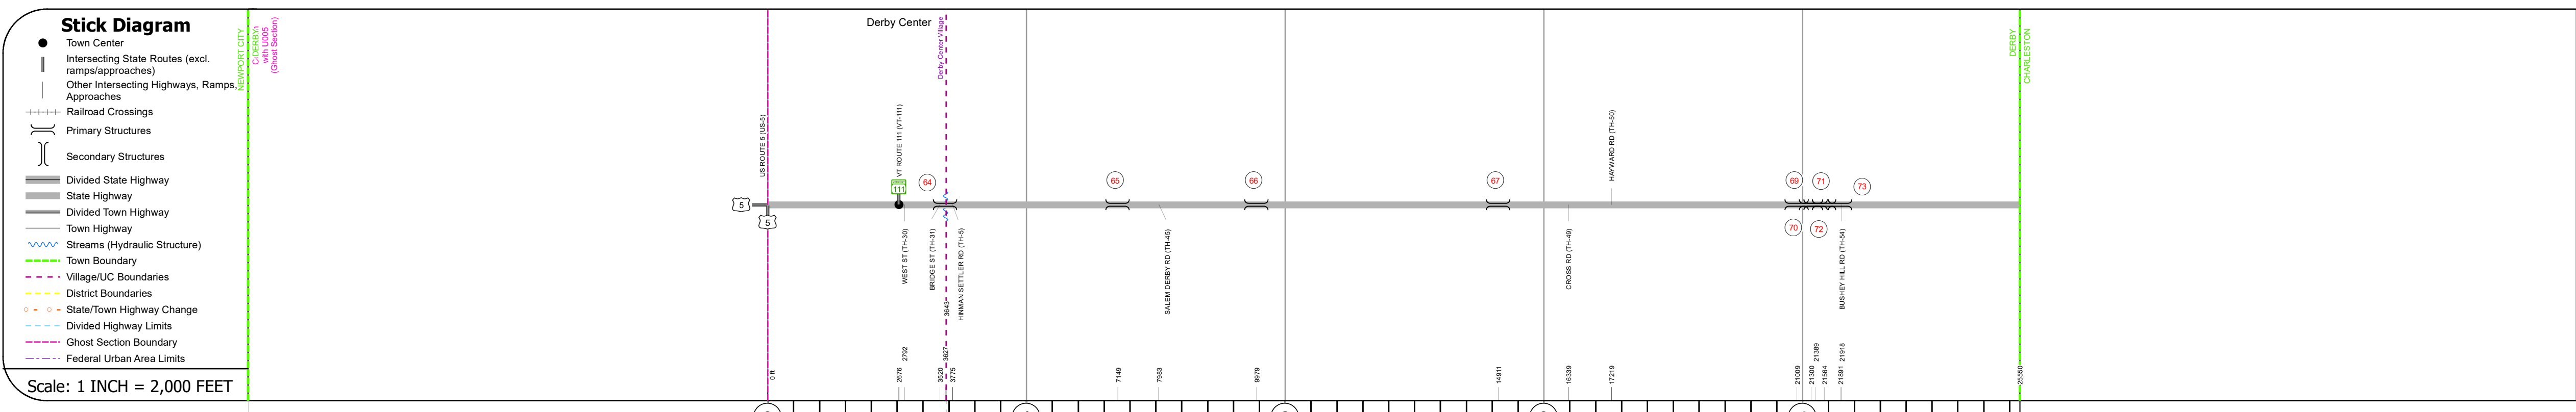 Stick Diagram
Town Center
Intersecting State Routes (excl.
ramps/approaches)
Other Intersecting Highways, Ramps,
Approaches
Railroad Crossings
Primary Structures
Secondary Structures
Divided State Highway
State Highway
Divided Town Highway
Town Highway
Streams (Hydraulic Structure)
Town Boundary
Village/UC Boundaries
District Boundaries
State/Town Highway Change
Divided Highway Limits
Ghost Section Boundary
Federal Urban Area Limits
Scale: 1 INCH = 2,000 FEET
NEWPORT CITY
DERBY
with U005
(Ghost Section)
Derby Center
Derby Center Village
DERBY
CHARLESTON
US ROUTE 5 (US-5)
VT ROUTE 111 (VT-111)
HAYWARD RD (TH-50)
5
5
111
64
65
66
67
69
71
73
70
72
WEST ST (TH-30)
BRIDGE ST (TH-31)
HINMAN SETTLER RD (TH-5)
SALEM DERBY RD (TH-45)
CROSS RD (TH-49)
BUSHEY HILL RD (TH-54)
0 ft
2676
2792
3520
3627
3643
3775
7149
7983
9979
14911
16339
17219
21009
21300
21389
21564
21891
21918
25550